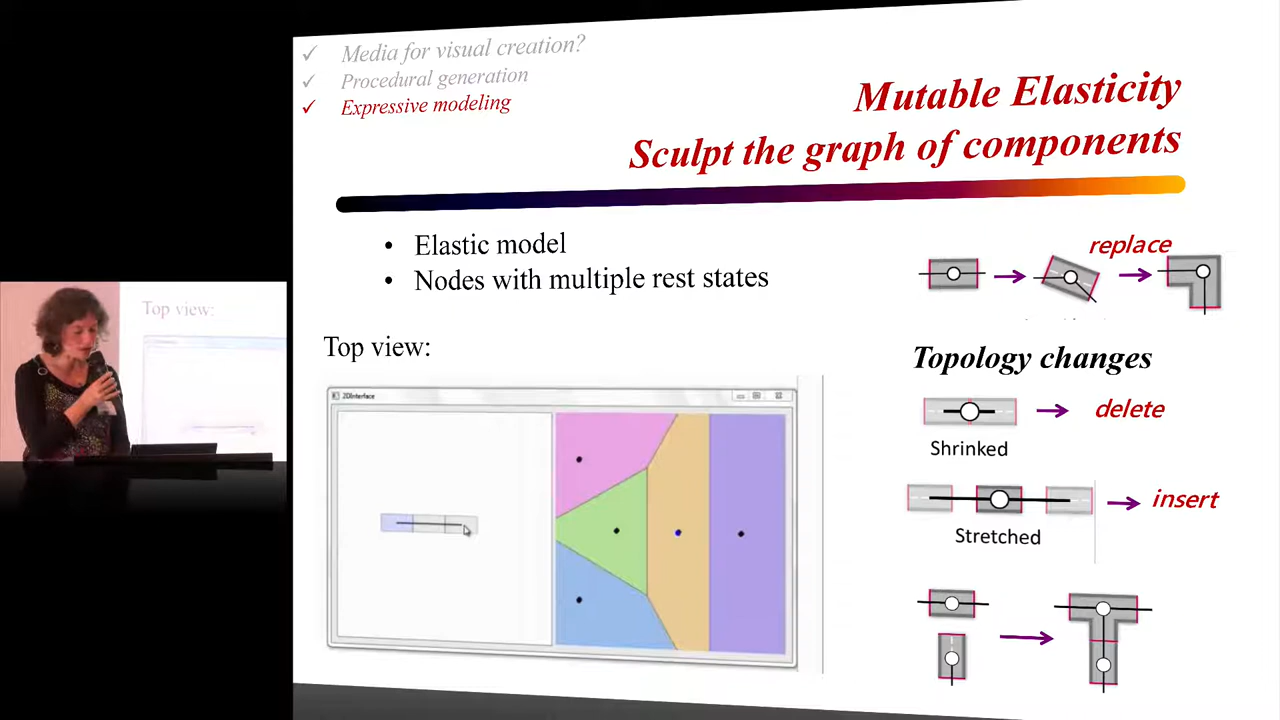 ✓ Media for visual creation?
✓ Procedural generation
✓ Expressive modeling
Mutable Elasticity
Sculpt the graph of components
• Elastic model
• Nodes with multiple rest states
replace
Top view:
Top view:
2DInterface
Topology changes
delete
Shrinked
insert
Stretched